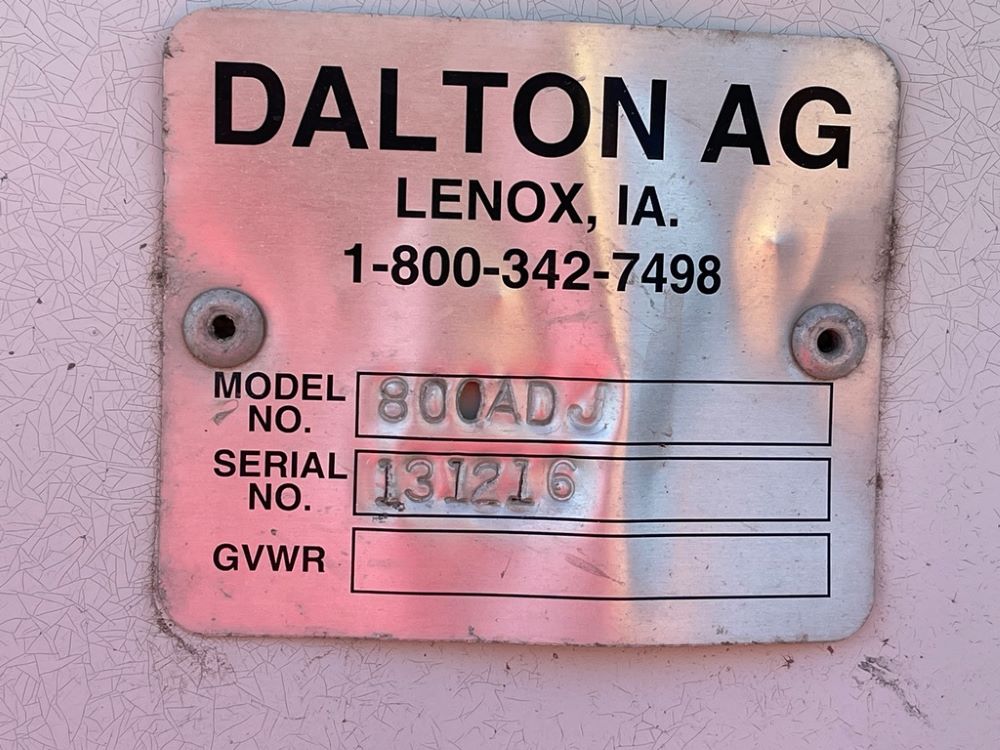 DALTON AG
LENOX, IA.
1-800-342-7498
MODEL NO. 800ADJ
SERIAL NO. 131216
GVWR